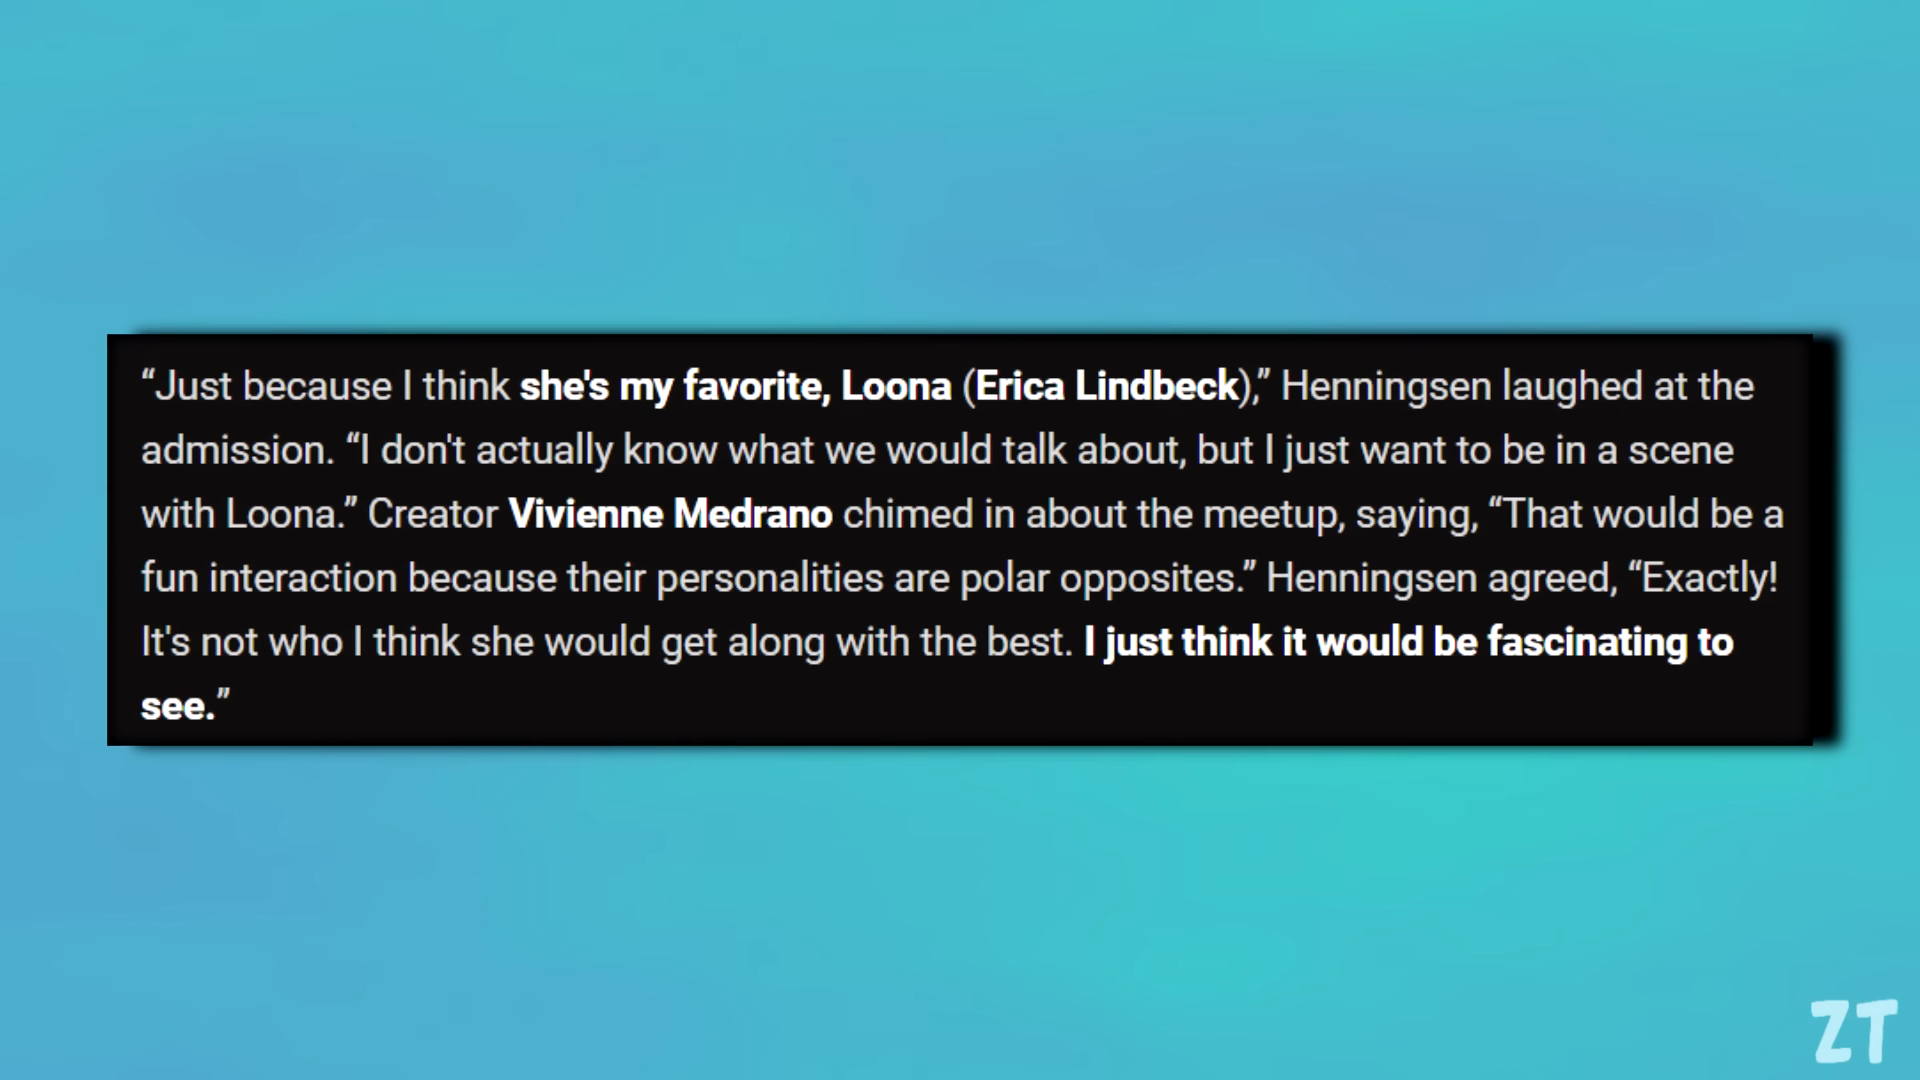 “Just because I think she's my favorite, Loona (Erica Lindbeck),” Henningsen laughed at the
admission. “I don't actually know what we would talk about, but I just want to be in a scene
with Loona.” Creator Vivienne Medrano chimed in about the meetup, saying, “That would be a
fun interaction because their personalities are polar opposites.” Henningsen agreed, “Exactly!
It's not who I think she would get along with the best. I just think it would be fascinating to
see.”
ZT